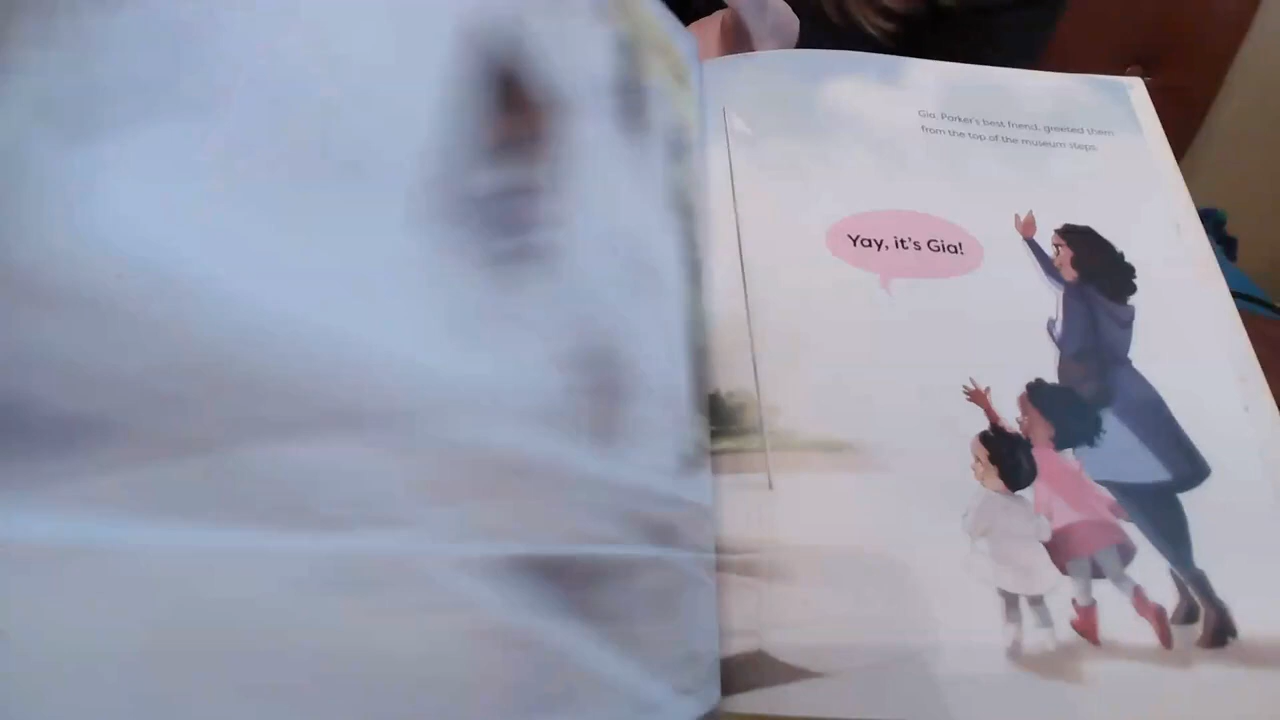 Gia, Parker's best friend, greeted them
from the top of the museum steps.
Yay, it's Gia!